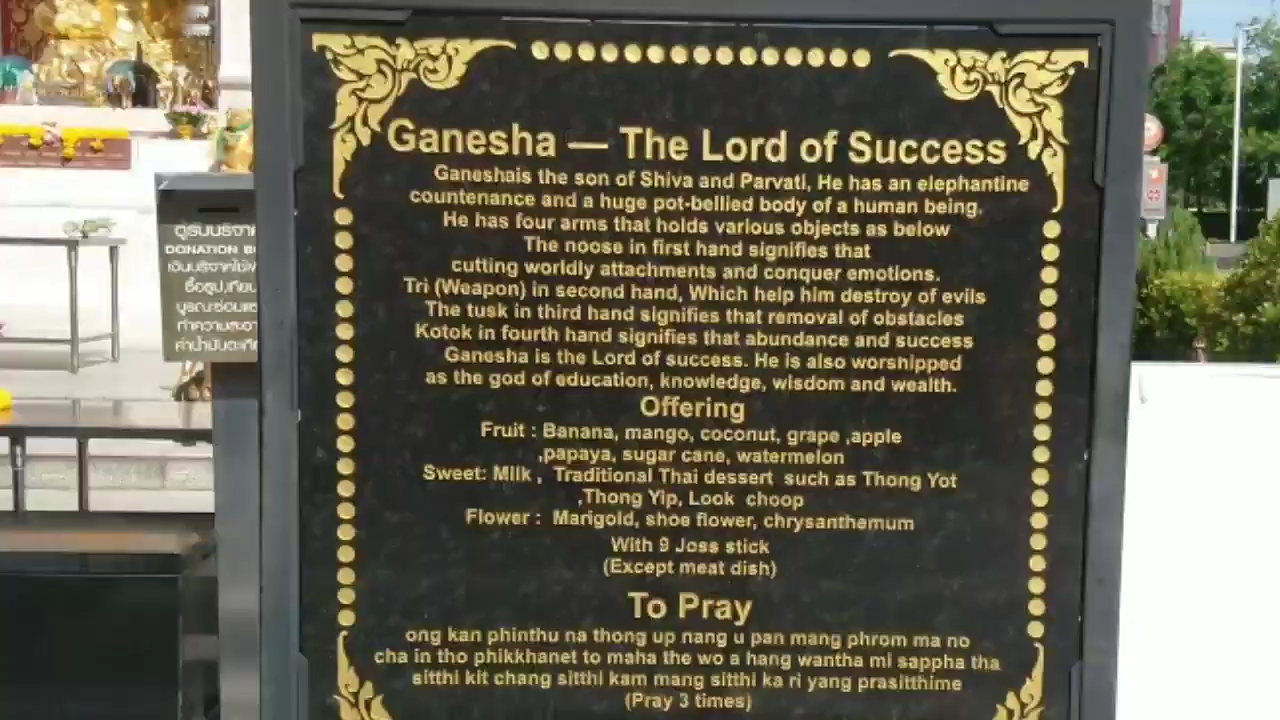 Ganesha — The Lord of Success
Ganeshais the son of Shiva and Parvati, He has an elephantine
countenance and a huge pot-bellied body of a human being.
He has four arms that holds various objects as below
The noose in first hand signifies that
cutting worldly attachments and conquer emotions.
Tri (Weapon) in second hand, Which help him destroy of evils
The tusk in third hand signifies that removal of obstacles
Kotok in fourth hand signifies that abundance and success
Ganesha is the Lord of success. He is also worshipped
as the god of education, knowledge, wisdom and wealth.
Offering
Fruit : Banana, mango, coconut, grape ,apple
,papaya, sugar cane, watermelon
Sweet: Milk , Traditional Thai dessert such as Thong Yot
,Thong Yip, Look choop
Flower : Marigold, shoe flower, chrysanthemum
With 9 Joss stick
(Except meat dish)
To Pray
ong kan phinthu na thong up nang u pan mang phrom ma no
cha in tho phikkhanet to maha the wo a hang wantha mi sappha tha
sitthi kit chang sitthi kam mang sitthi ka ri yang prasitthime
(Pray 3 times)
ตู้รับบริจาค
DONATION